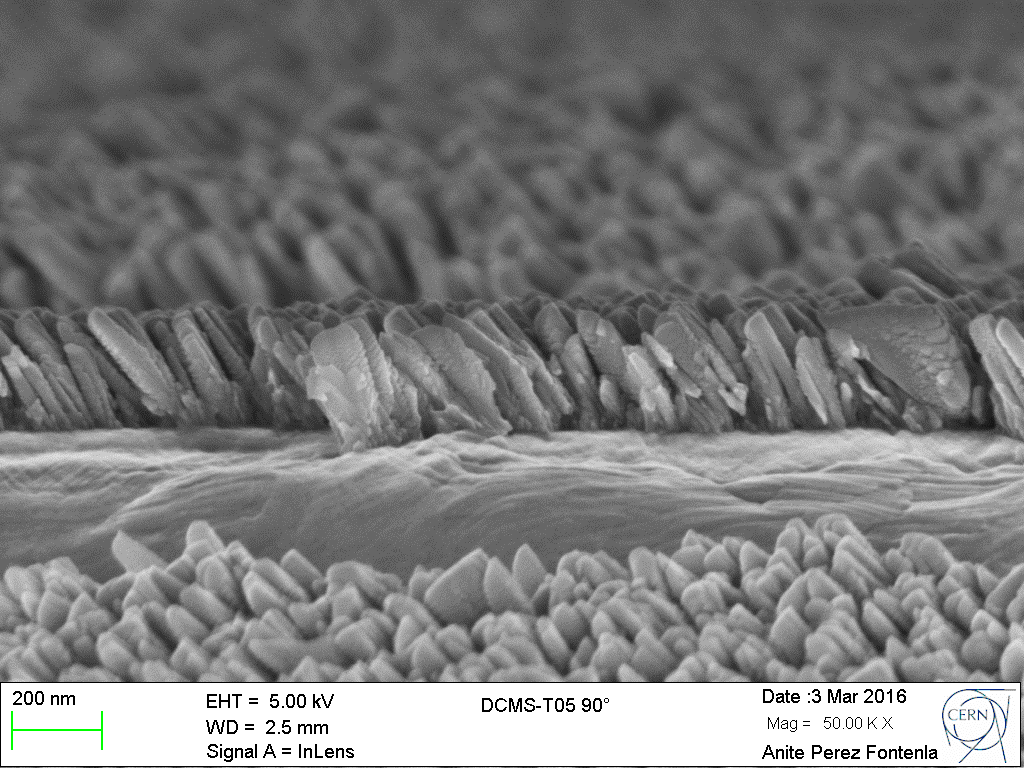 200 nm
EHT = 5.00 kV
WD = 2.5 mm
Signal A = InLens
DCMS-T05 90°
Date :3 Mar 2016
Mag = 50.00 K X
Anite Perez Fontenla
CERN